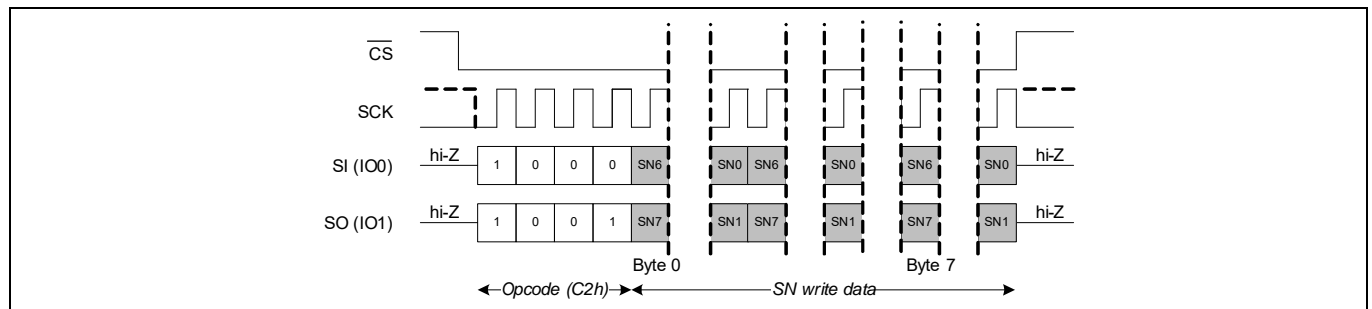 CS
SCK
SI (IO0) hi-Z 1 0 0 0 SN6 SN0 SN6 SN0 SN6 SN0 hi-Z
SO (IO1) hi-Z 1 0 0 1 SN7 SN1 SN7 SN1 SN7 SN1 hi-Z
Byte 0 Byte 7
Opcode (C2h) SN write data